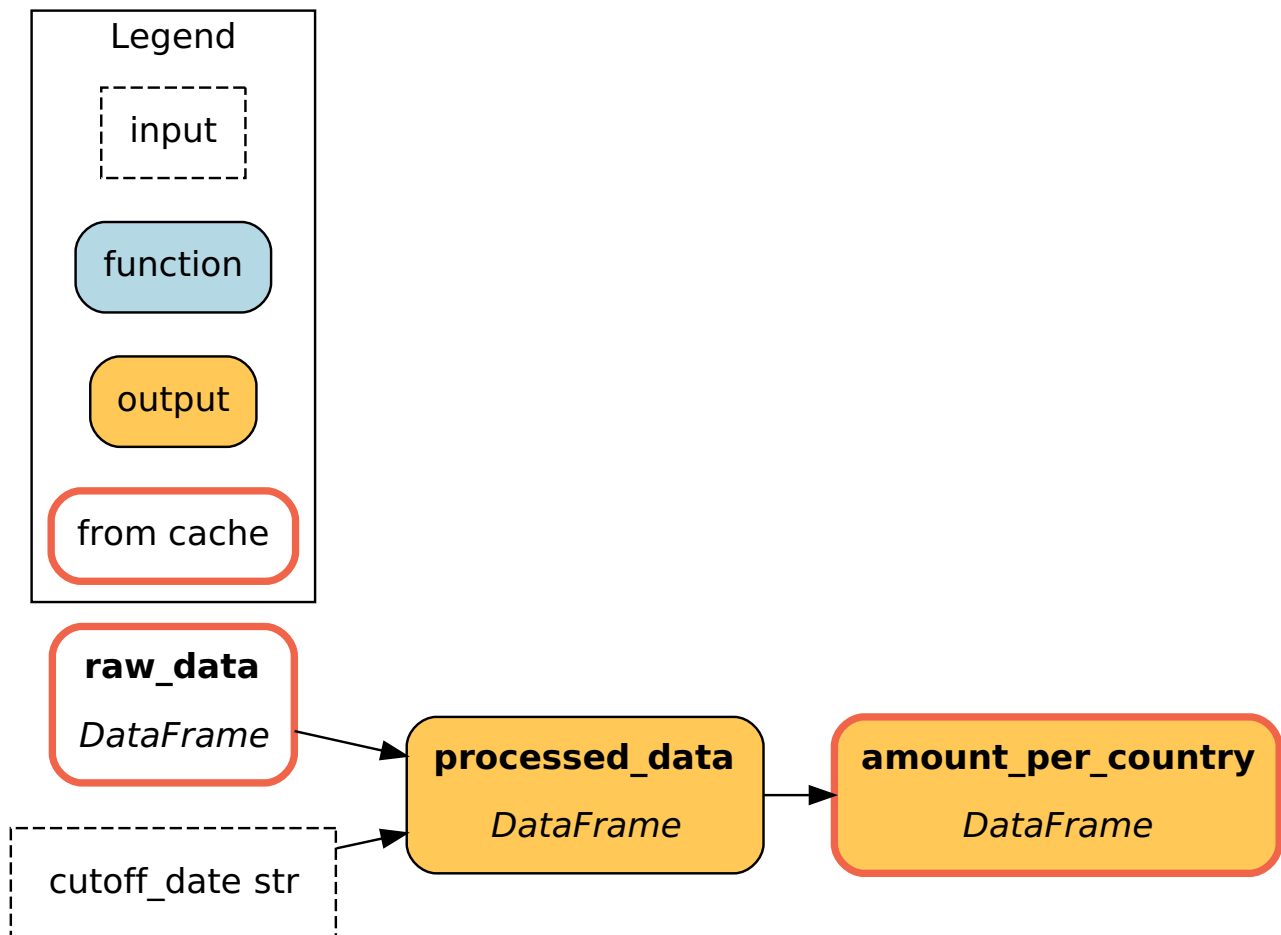 Legend
input
function
output
from cache
raw_data
DataFrame
cutoff_date str
processed_data
DataFrame
amount_per_country
DataFrame